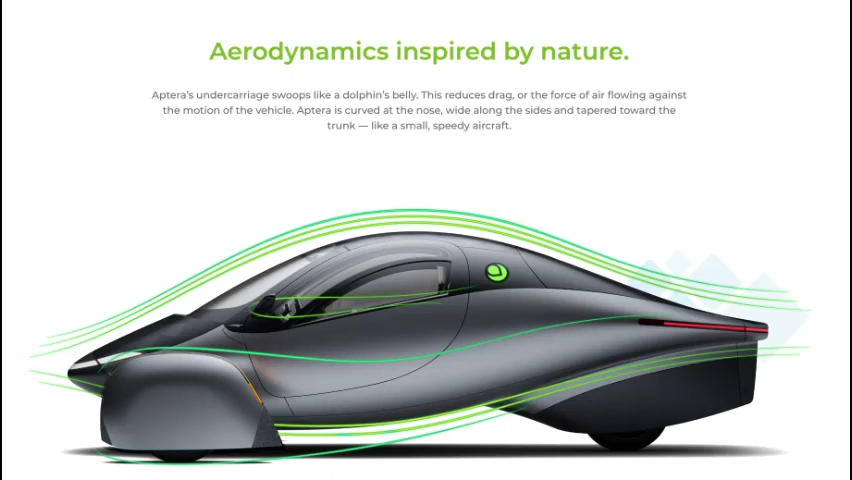 Aerodynamics inspired by nature.
Aptera's undercarriage swoops like a dolphin's belly. This reduces drag, or the force of air flowing against
the motion of the vehicle. Aptera is curved at the nose, wide along the sides and tapered toward the
trunk — like a small, speedy aircraft.